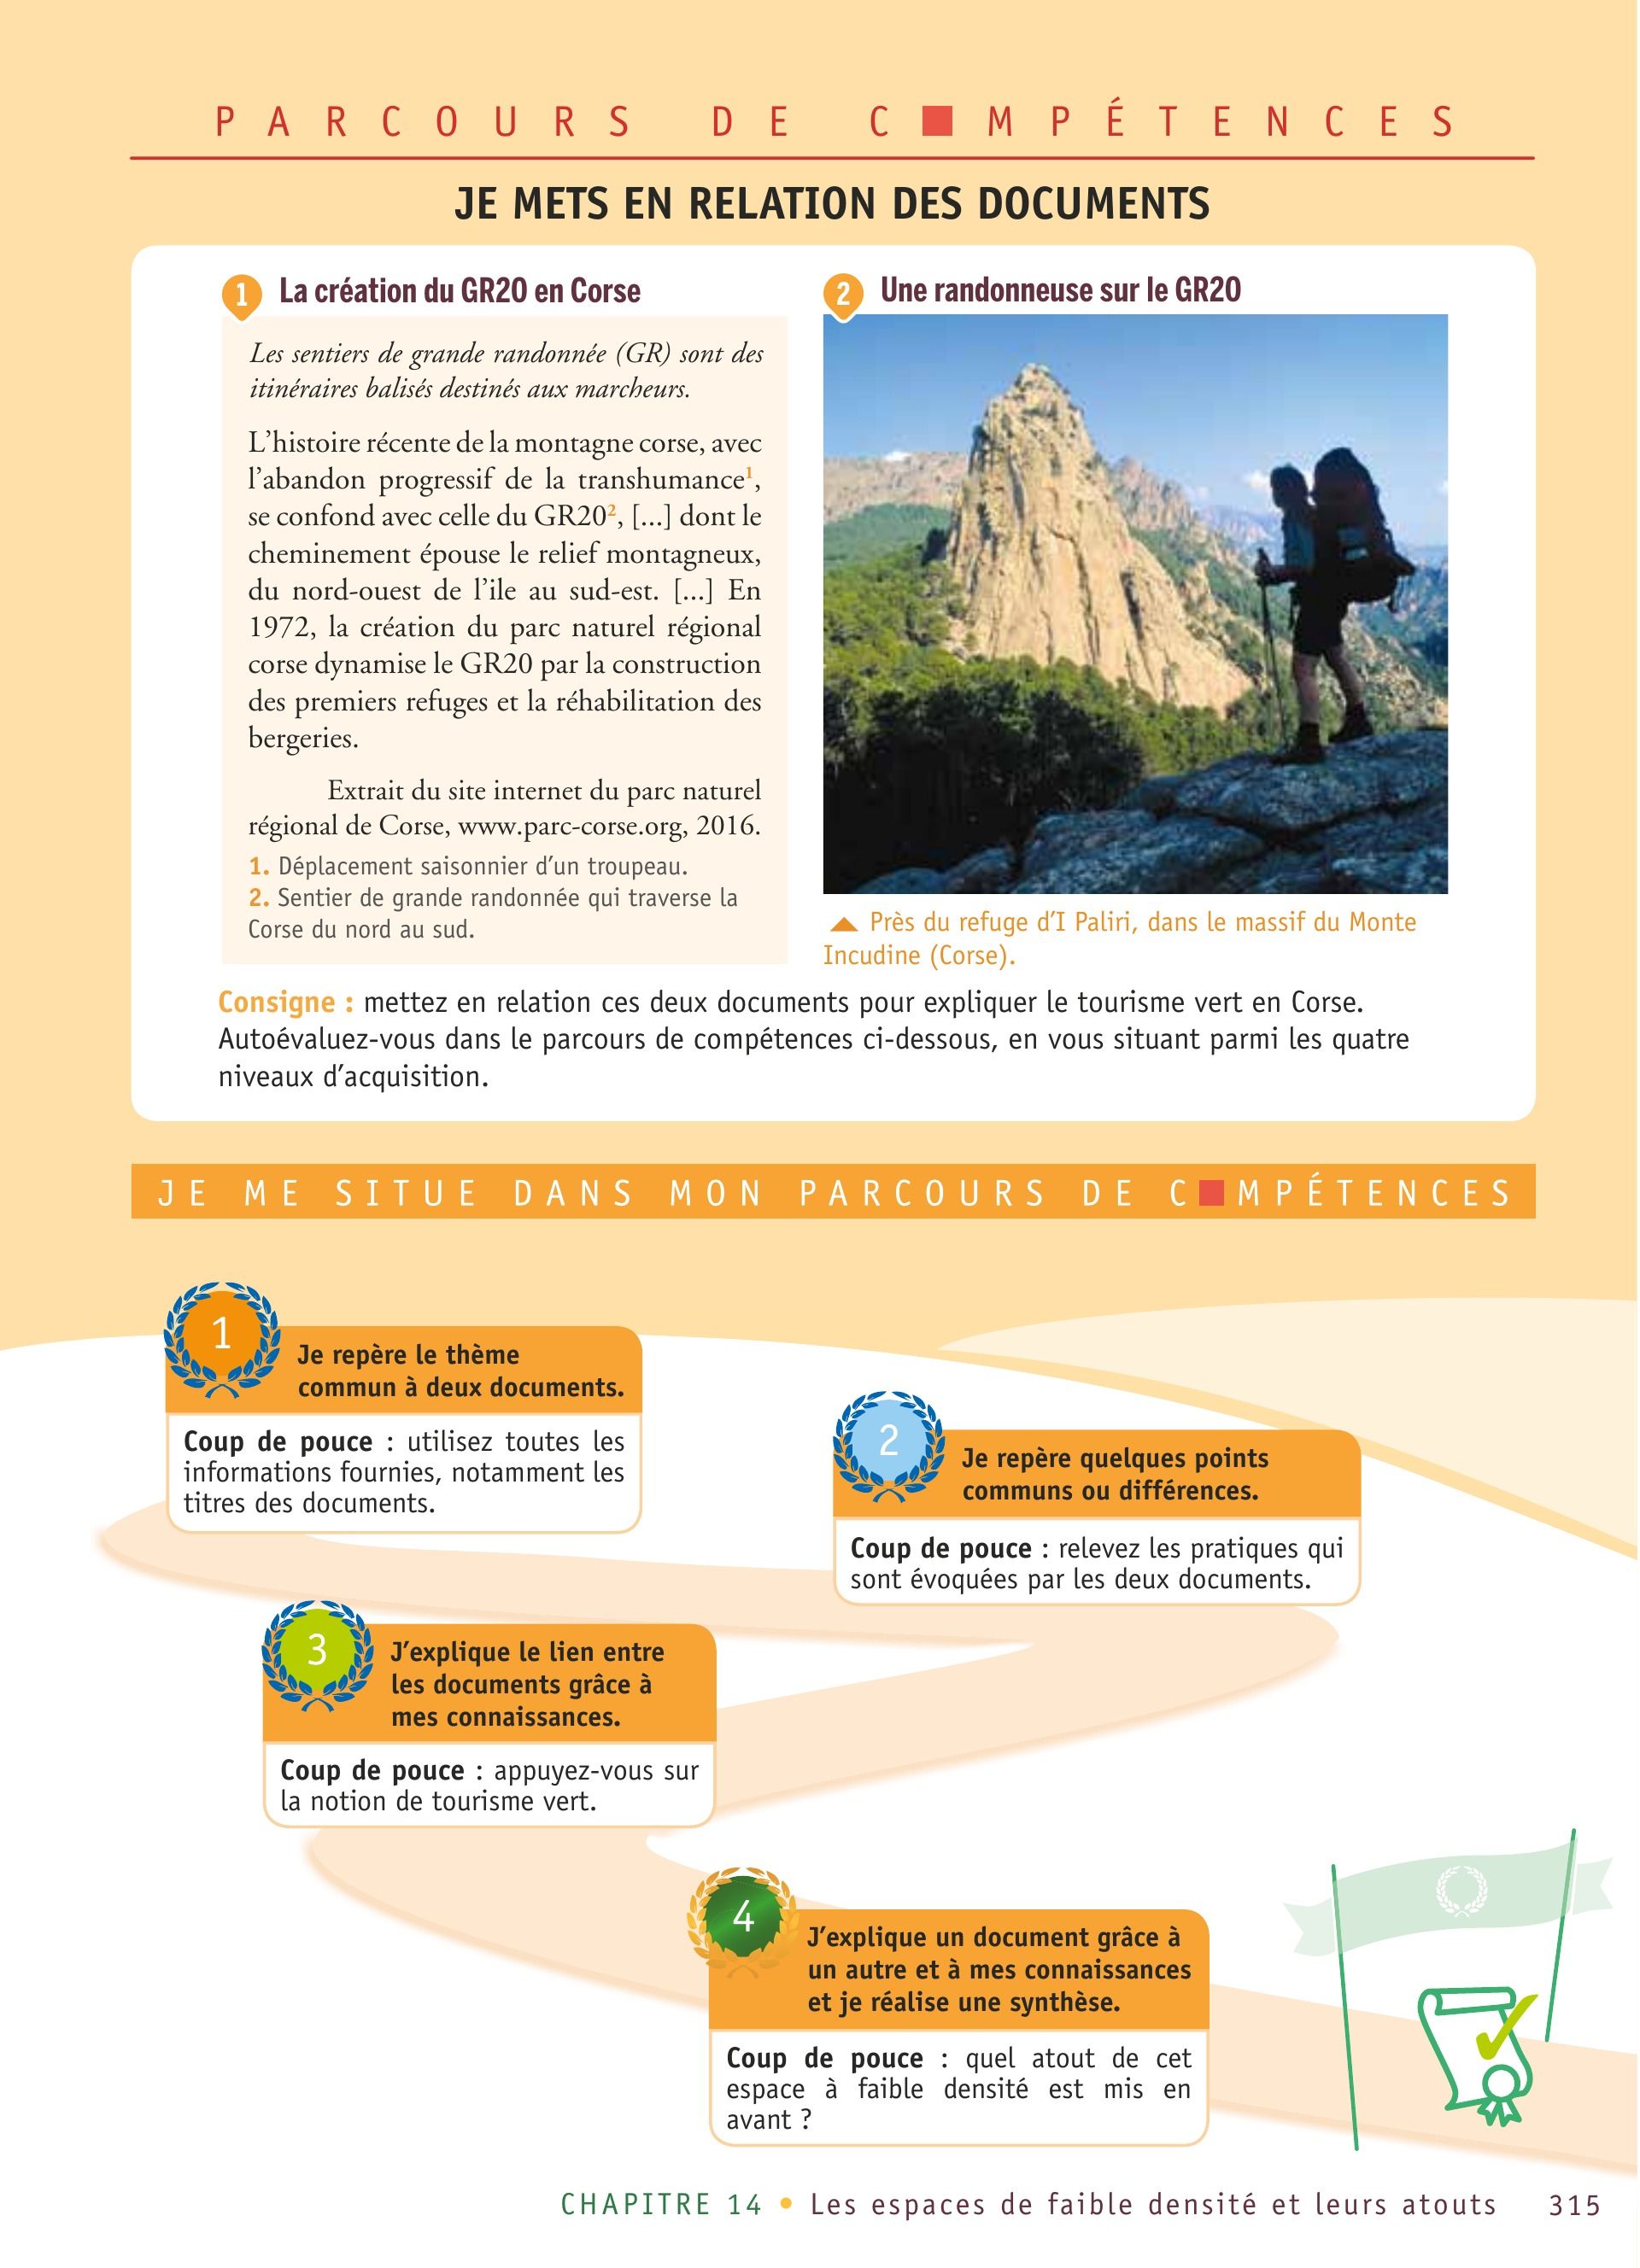 PARCOURS DE C■MPÉTENCES
JE METS EN RELATION DES DOCUMENTS
1 La création du GR20 en Corse
Les sentiers de grande randonnée (GR) sont des
itinéraires balisés destinés aux marcheurs.
L'histoire récente de la montagne corse, avec
l'abandon progressif de la transhumance1,
se confond avec celle du GR202, [...] dont le
cheminement épouse le relief montagneux,
du nord-ouest de l'ile au sud-est. [...] En
1972, la création du parc naturel régional
corse dynamise le GR20 par la construction
des premiers refuges et la réhabilitation des
bergeries.
Extrait du site internet du parc naturel
régional de Corse, www.parc-corse.org, 2016.
1. Déplacement saisonnier d'un troupeau.
2. Sentier de grande randonnée qui traverse la
Corse du nord au sud.
2 Une randonneuse sur le GR20
Près du refuge d'I Paliri, dans le massif du Monte
Incudine (Corse).
Consigne : mettez en relation ces deux documents pour expliquer le tourisme vert en Corse.
Autoévaluez-vous dans le parcours de compétences ci-dessous, en vous situant parmi les quatre
niveaux d'acquisition.
JE ME SITUE DANS MON PARCOURS DE C■MPÉTENCES
1
Je repère le thème
commun à deux documents.
Coup de pouce : utilisez toutes les
informations fournies, notamment les
titres des documents.
2
Je repère quelques points
communs ou différences.
Coup de pouce : relevez les pratiques qui
sont évoquées par les deux documents.
3
J'explique le lien entre
les documents grâce à
mes connaissances.
Coup de pouce : appuyez-vous sur
la notion de tourisme vert.
4
J'explique un document grâce à
un autre et à mes connaissances
et je réalise une synthèse.
Coup de pouce : quel atout de cet
espace à faible densité est mis en
avant ?
CHAPITRE 14 • Les espaces de faible densité et leurs atouts 315